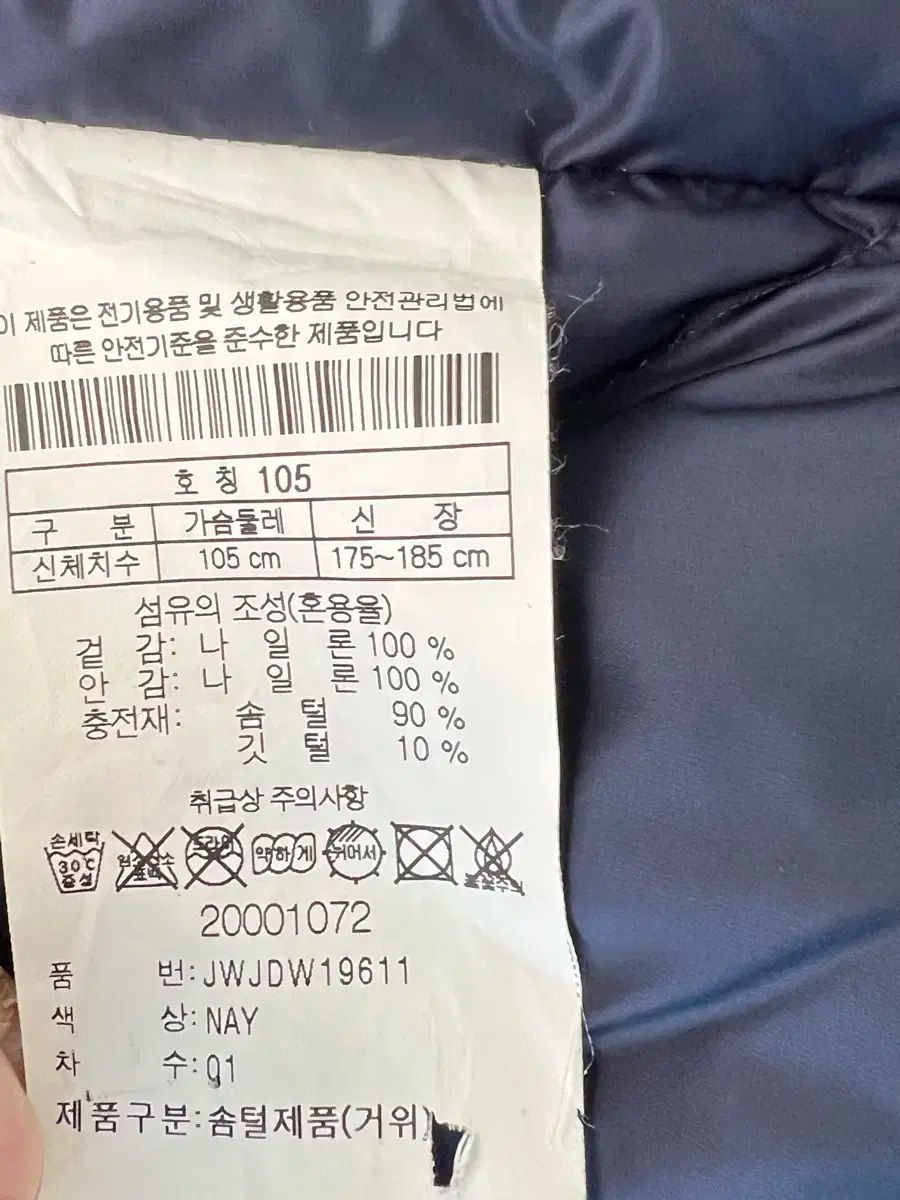 이 제품은 전기용품 및 생활용품 안전관리법에
따른 안전기준을 준수한 제품입니다
호 칭 105
구 분 가슴둘레 신 장
신체치수 105 cm 175~185 cm
섬유의 조성(혼용율)
겉 감: 나 일 론 100 %
안 감: 나 일 론 100 %
충전재: 솜 털 90 %
깃 털 10 %
취급상 주의사항
손세탁 30℃ 중성 드라이 약하게 뉘어서
20001072
품 번: JWJDW19611
색 상: NAY
차 수: 01
제품구분: 솜털제품(거위)